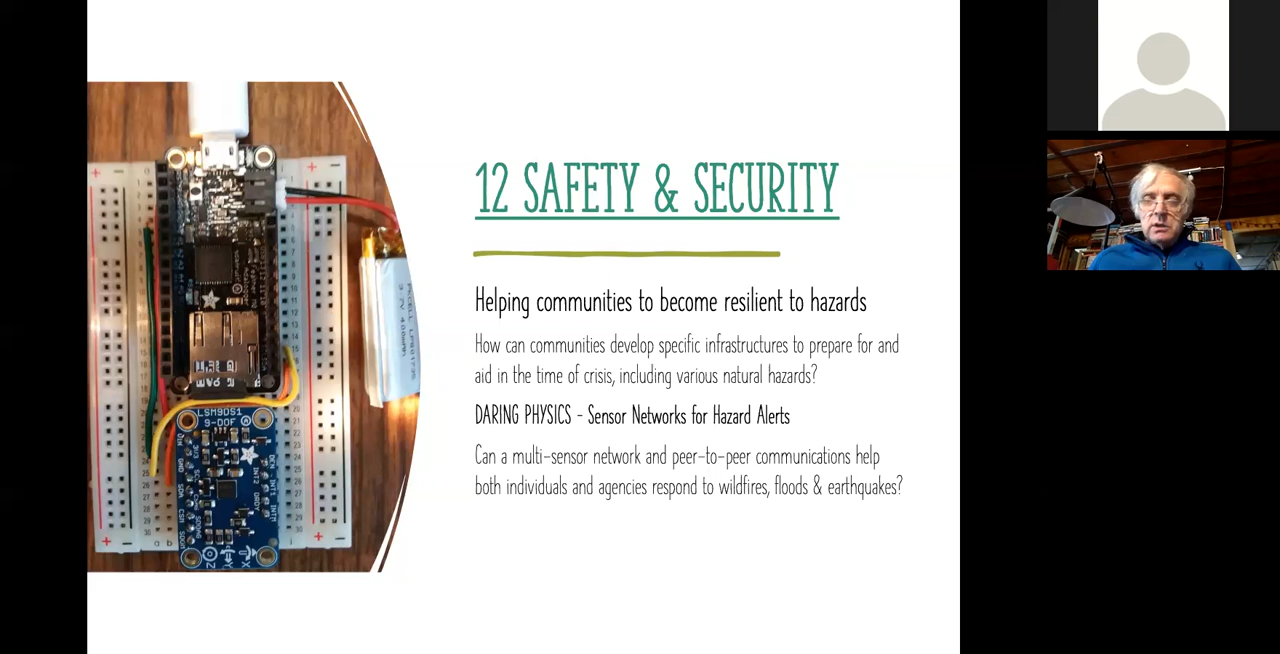 12 SAFETY & SECURITY
Helping communities to become resilient to hazards
How can communities develop specific infrastructures to prepare for and
aid in the time of crisis, including various natural hazards?
DARING PHYSICS - Sensor Networks for Hazard Alerts
Can a multi-sensor network and peer-to-peer communications help
both individuals and agencies respond to wildfires, floods & earthquakes?
LSM9DS1
9-DOF